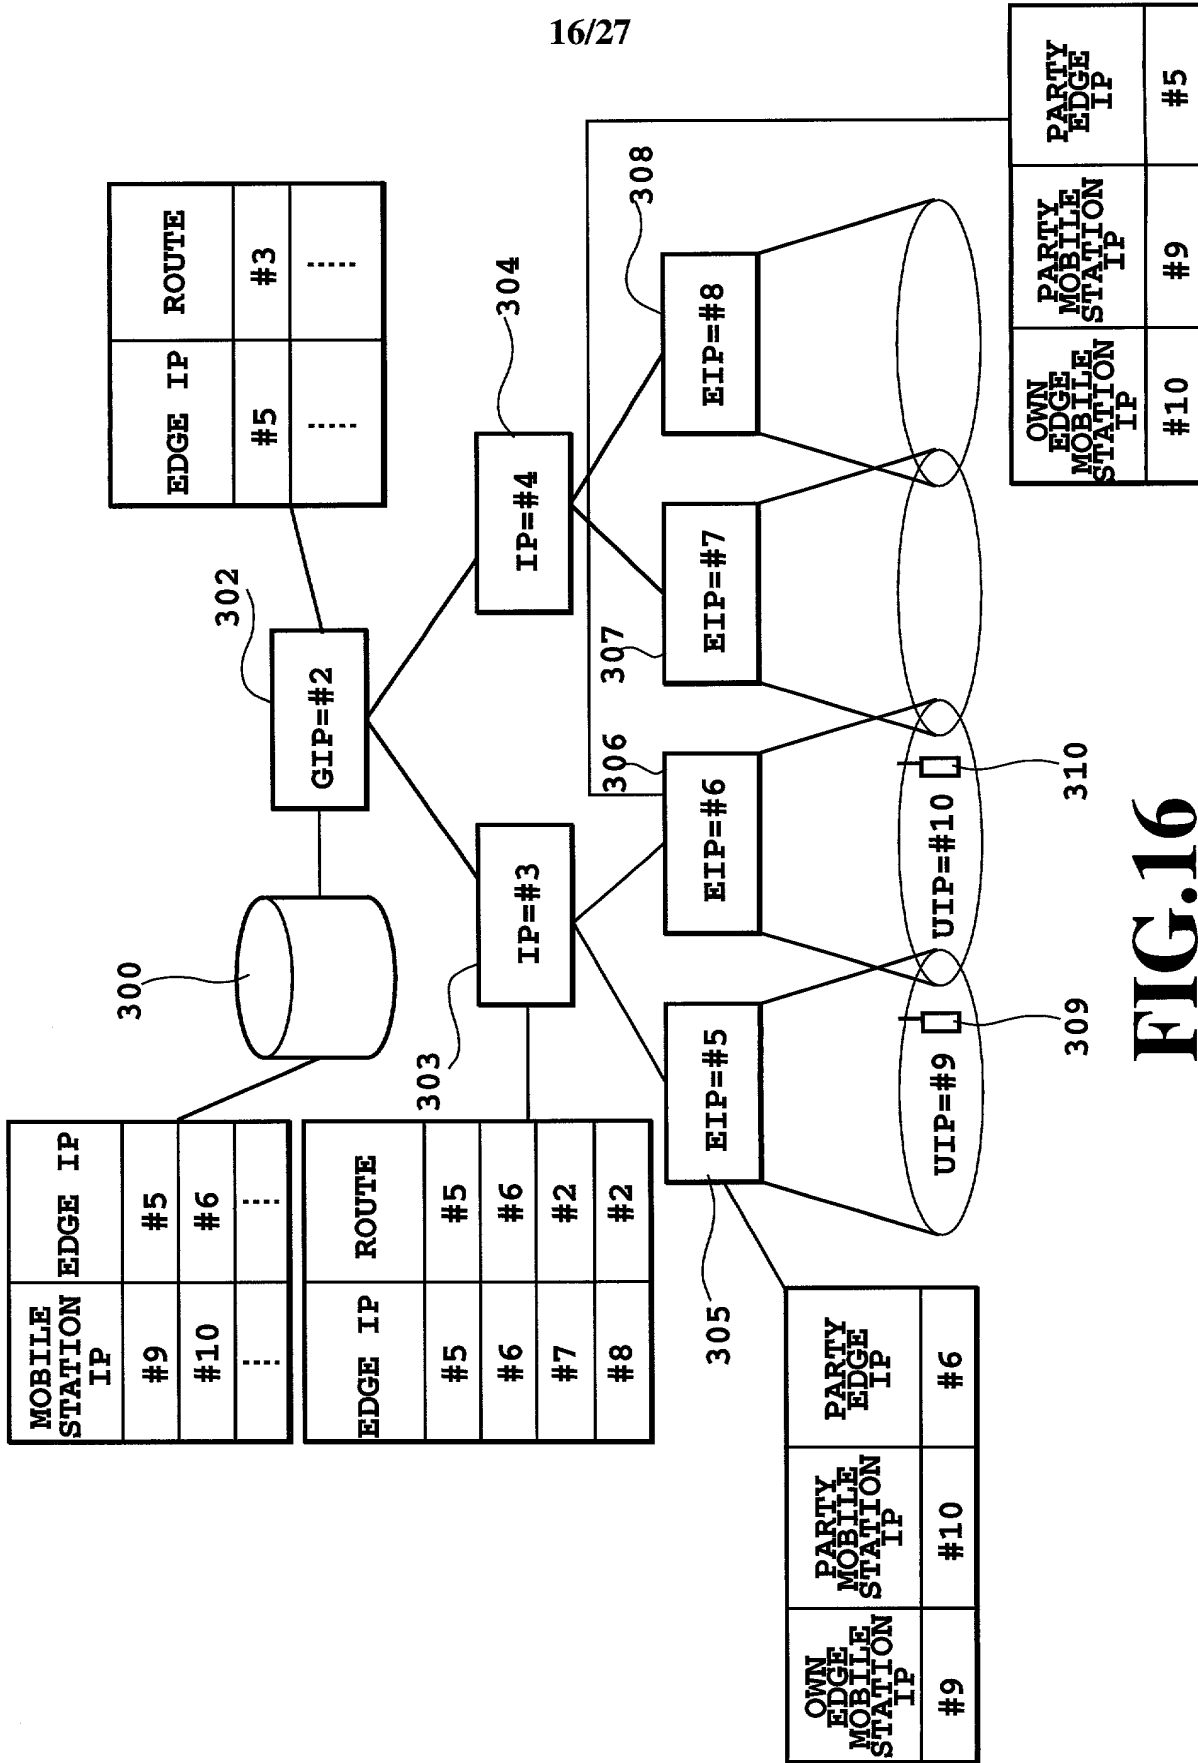 16/27
MOBILE
STATION
IP
EDGE IP
#9
#5
#10
#6
.....
.....
300
302
GIP=#2
EDGE IP
ROUTE
#5
#3
.....
.....
EDGE IP
ROUTE
#5
#5
#6
#6
#7
#2
#8
#2
303
IP=#3
IP=#4
304
305
EIP=#5
306
EIP=#6
307
EIP=#7
308
EIP=#8
OWN
EDGE
MOBILE
STATION
IP
PARTY
MOBILE
STATION
IP
PARTY
EDGE
IP
#9
#10
#6
UIP=#9
309
UIP=#10
310
OWN
EDGE
MOBILE
STATION
IP
PARTY
MOBILE
STATION
IP
PARTY
EDGE
IP
#10
#9
#5
FIG.16